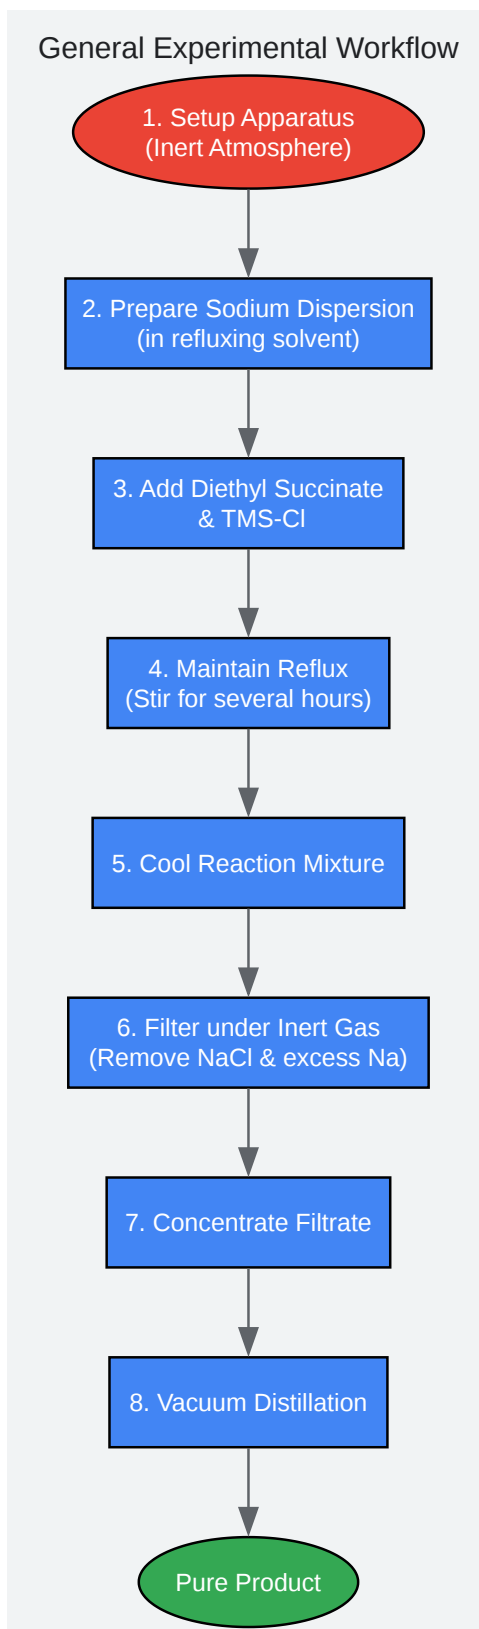 General Experimental Workflow
1. Setup Apparatus
(Inert Atmosphere)
2. Prepare Sodium Dispersion
(in refluxing solvent)
3. Add Diethyl Succinate
& TMS-Cl
4. Maintain Reflux
(Stir for several hours)
5. Cool Reaction Mixture
6. Filter under Inert Gas
(Remove NaCl & excess Na)
7. Concentrate Filtrate
8. Vacuum Distillation
Pure Product